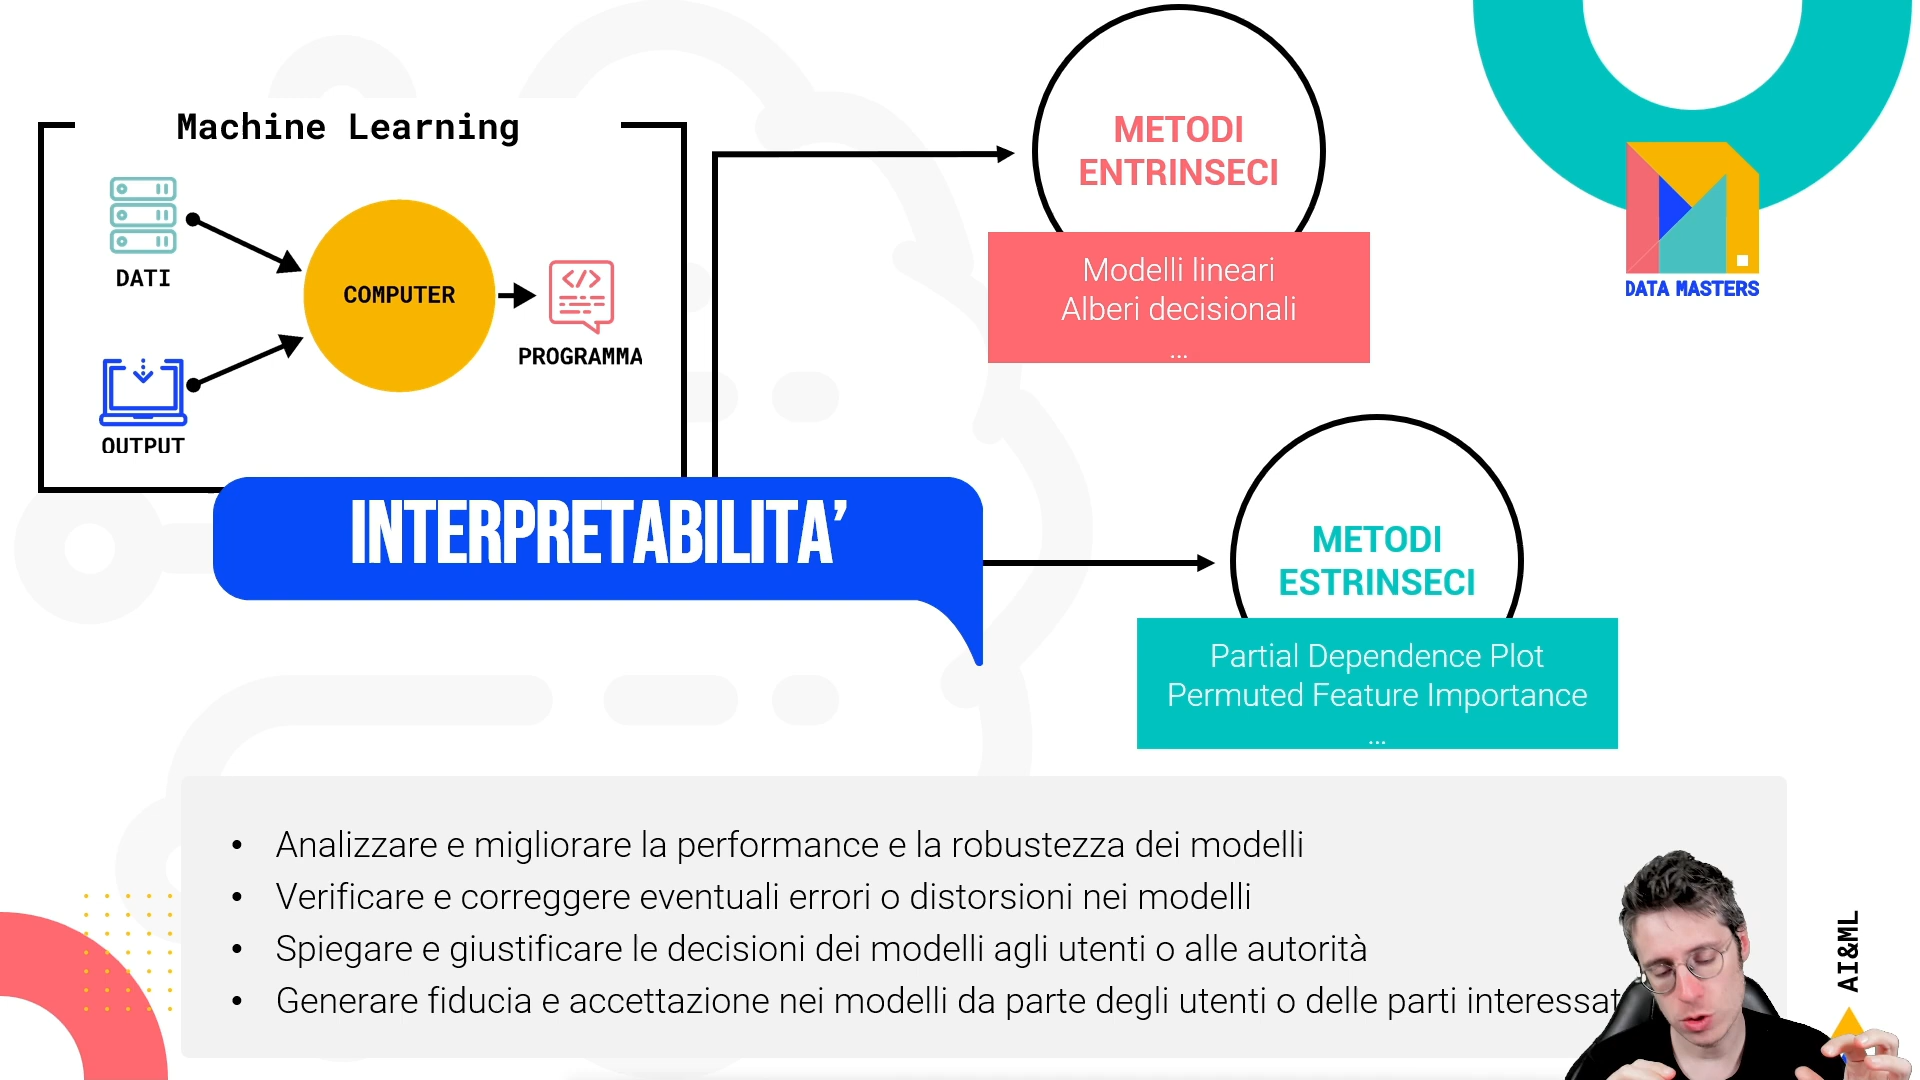 Machine Learning
DATI
COMPUTER
PROGRAMMA
OUTPUT
METODI
ENTRINSECI
Modelli lineari
Alberi decisionali
...
DATA MASTERS
INTERPRETABILITA’
METODI
ESTRINSECI
Partial Dependence Plot
Permuted Feature Importance
...
• Analizzare e migliorare la performance e la robustezza dei modelli
• Verificare e correggere eventuali errori o distorsioni nei modelli
• Spiegare e giustificare le decisioni dei modelli agli utenti o alle autorità
• Generare fiducia e accettazione nei modelli da parte degli utenti o delle parti interessat
AI&ML